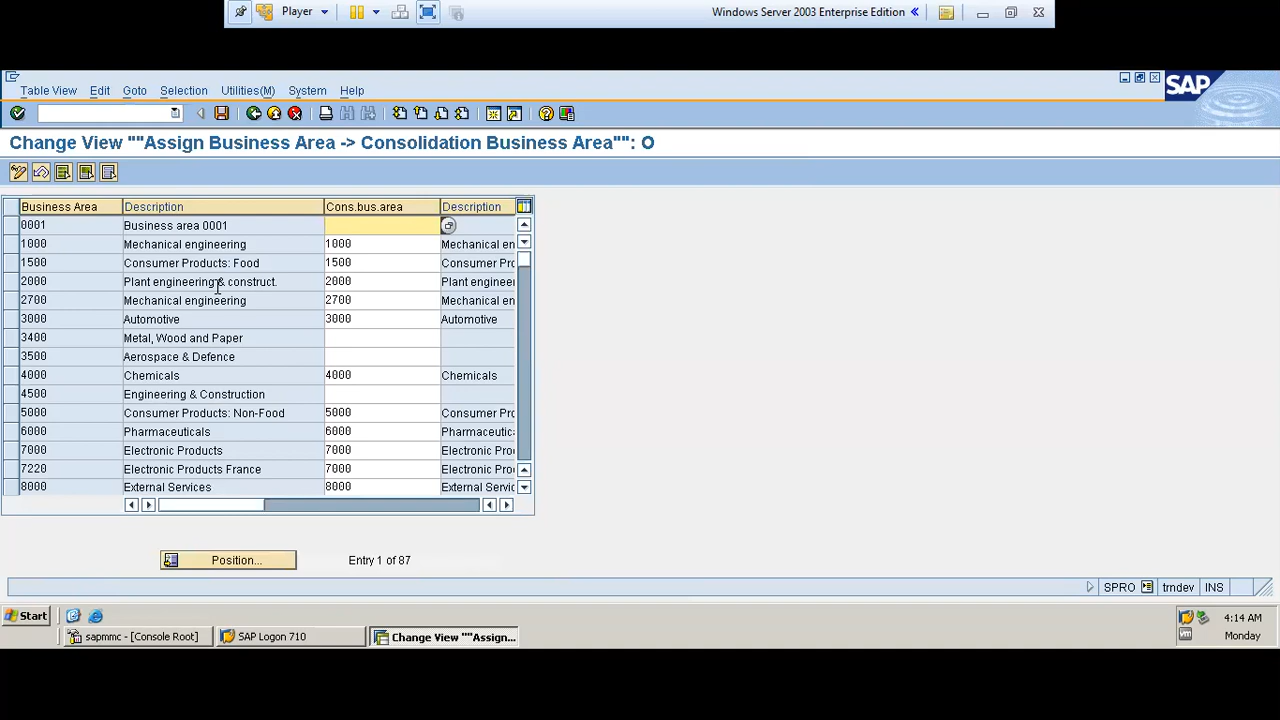 Player
Windows Server 2003 Enterprise Edition
Table View Edit Goto Selection Utilities(M) System Help
SAP
Change View ""Assign Business Area -> Consolidation Business Area"": O
Business Area Description Cons.bus.area Description
0001 Business area 0001
1000 Mechanical engineering 1000 Mechanical en
1500 Consumer Products: Food 1500 Consumer Prc
2000 Plant engineering & construct. 2000 Plant enginee
2700 Mechanical engineering 2700 Mechanical en
3000 Automotive 3000 Automotive
3400 Metal, Wood and Paper
3500 Aerospace & Defence
4000 Chemicals 4000 Chemicals
4500 Engineering & Construction
5000 Consumer Products: Non-Food 5000 Consumer Prc
6000 Pharmaceuticals 6000 Pharmaceutic
7000 Electronic Products 7000 Electronic Pro
7220 Electronic Products France 7000 Electronic Pro
8000 External Services 8000 External Servic
Position... Entry 1 of 87
SPRO trndev INS
Start 4:14 AM
sapmmc - [Console Root] SAP Logon 710 Change View ""Assign... Monday